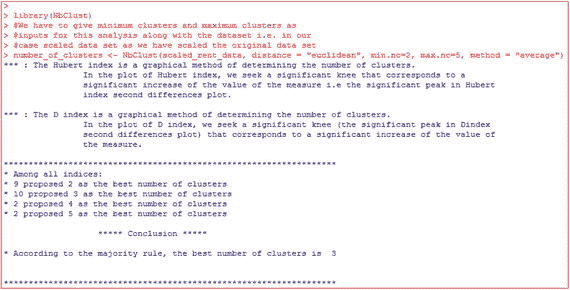 >
> library(NbClust)
> #We have to give minimum clusters and maximum clusters as
> #inputs for this analysis along with the dataset i.e. in our
> #case scaled data set as we have scaled the original data set
> number_of_clusters <- NbClust(scaled_rent_data, distance = "euclidean", min.nc=2, max.nc=5, method = "average")
*** : The Hubert index is a graphical method of determining the number of clusters.
In the plot of Hubert index, we seek a significant knee that corresponds to a
significant increase of the value of the measure i.e the significant peak in Hubert
index second differences plot.
*** : The D index is a graphical method of determining the number of clusters.
In the plot of D index, we seek a significant knee (the significant peak in Dindex
second differences plot) that corresponds to a significant increase of the value of
the measure.
*******************************************************************
* Among all indices:
* 9 proposed 2 as the best number of clusters
* 10 proposed 3 as the best number of clusters
* 2 proposed 4 as the best number of clusters
* 2 proposed 5 as the best number of clusters
***** Conclusion *****
* According to the majority rule, the best number of clusters is 3
*******************************************************************